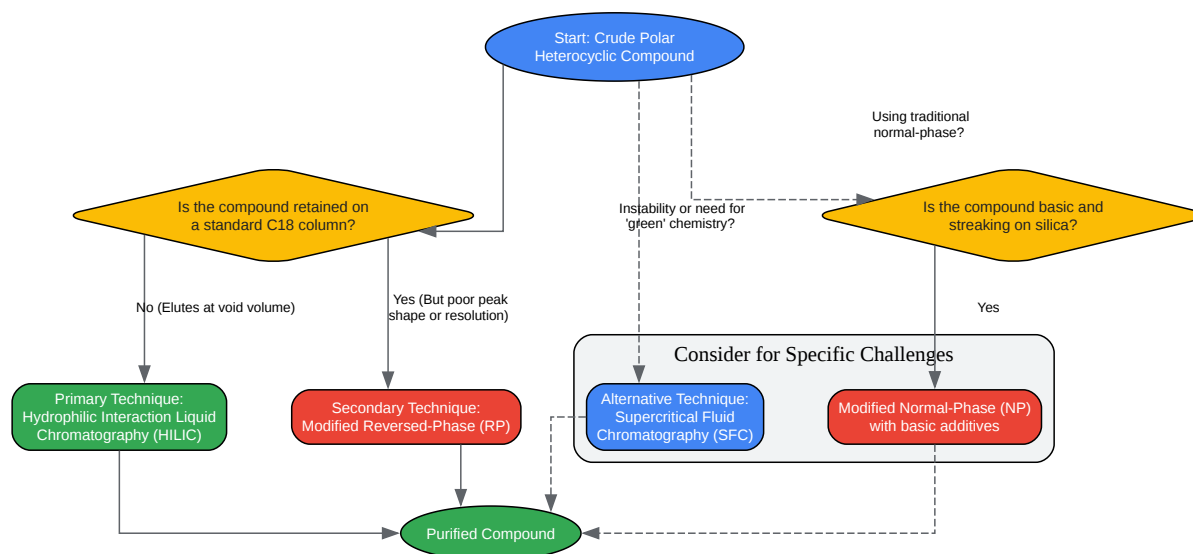 Start: Crude Polar
Heterocyclic Compound
Using traditional
normal-phase?
Is the compound retained on
a standard C18 column?
Instability or need for
'green' chemistry?
Is the compound basic and
streaking on silica?
No (Elutes at void volume)
Yes (But poor peak
shape or resolution)
Yes
Consider for Specific Challenges
Primary Technique:
Hydrophilic Interaction Liquid
Chromatography (HILIC)
Secondary Technique:
Modified Reversed-Phase (RP)
Alternative Technique:
Supercritical Fluid
Chromatography (SFC)
Modified Normal-Phase (NP)
with basic additives
Purified Compound